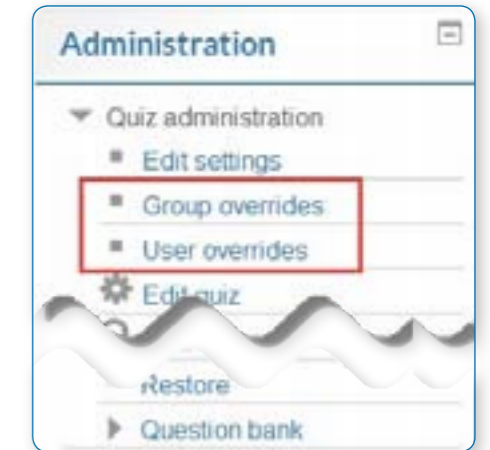 Administration
Quiz administration
Edit settings
Group overrides
User overrides
Edit quiz
Restore
Question bank